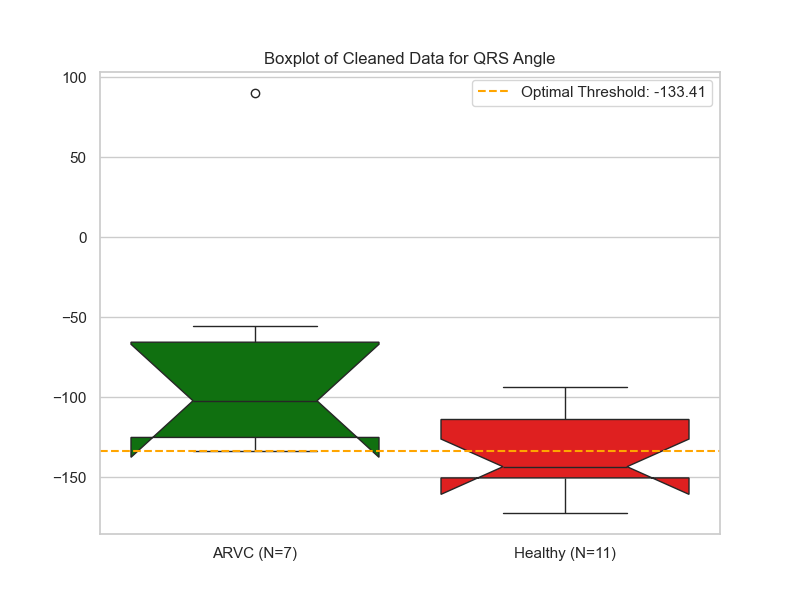 Boxplot of Cleaned Data for QRS Angle
Optimal Threshold: -133.41
100
50
0
−50
−100
−150
ARVC (N=7)
Healthy (N=11)